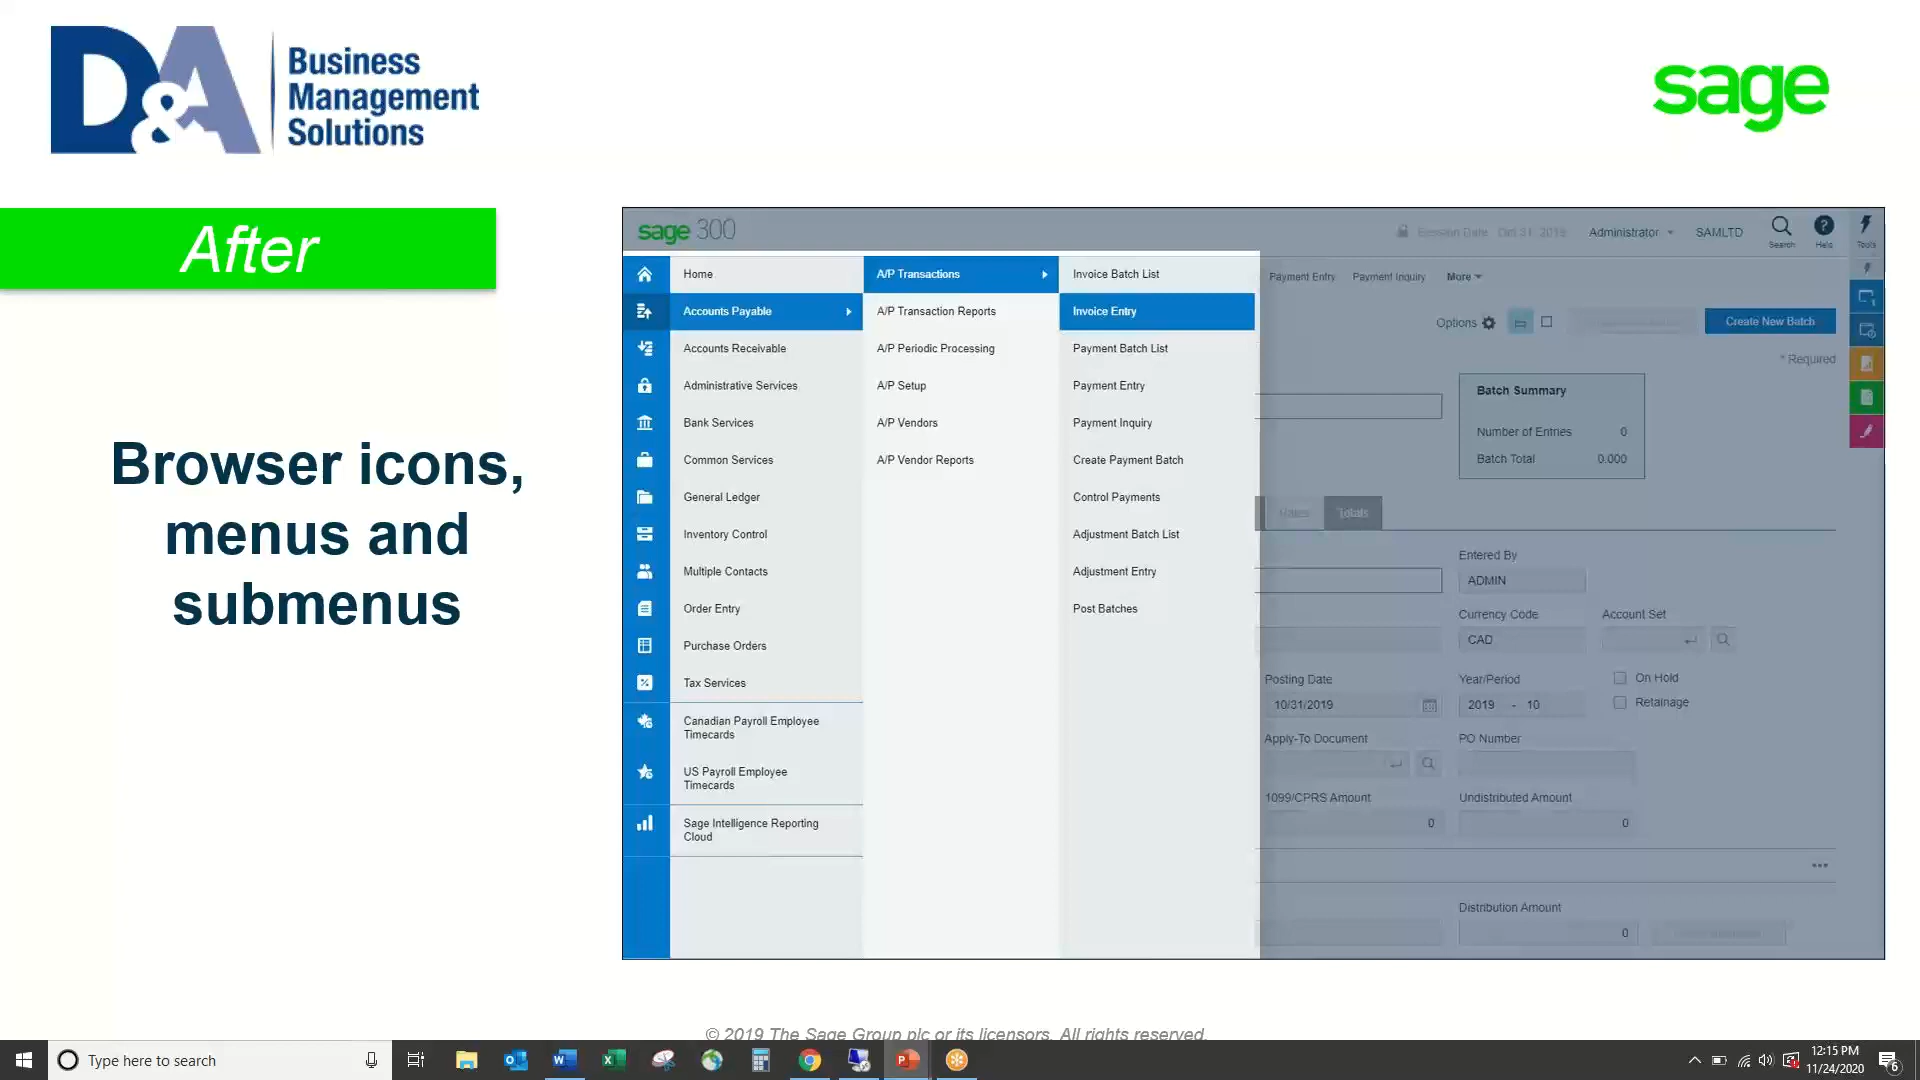 D&A
Business
Management
Solutions
sage
After
Browser icons,
menus and
submenus
sage 300
Session Date Oct 31, 2019
Administrator
SAMLTD
Search
Help
Tools
Home
Accounts Payable
Accounts Receivable
Administrative Services
Bank Services
Common Services
General Ledger
Inventory Control
Multiple Contacts
Order Entry
Purchase Orders
Tax Services
Canadian Payroll Employee
Timecards
US Payroll Employee
Timecards
Sage Intelligence Reporting
Cloud
A/P Transactions
A/P Transaction Reports
A/P Periodic Processing
A/P Setup
A/P Vendors
A/P Vendor Reports
Invoice Batch List
Invoice Entry
Payment Batch List
Payment Entry
Payment Inquiry
Create Payment Batch
Control Payments
Adjustment Batch List
Adjustment Entry
Post Batches
Payment Entry
Payment Inquiry
More
Options
Create New Batch
* Required
Batch Summary
Number of Entries 0
Batch Total 0.000
Rates
Totals
Entered By
ADMIN
Currency Code
Account Set
CAD
Posting Date
Year/Period
On Hold
10/31/2019
2019 - 10
Retainage
Apply-To Document
PO Number
1099/CPRS Amount
Undistributed Amount
0
0
Distribution Amount
0
© 2019 The Sage Group plc or its licensors. All rights reserved.
Type here to search
12:15 PM
11/24/2020
6